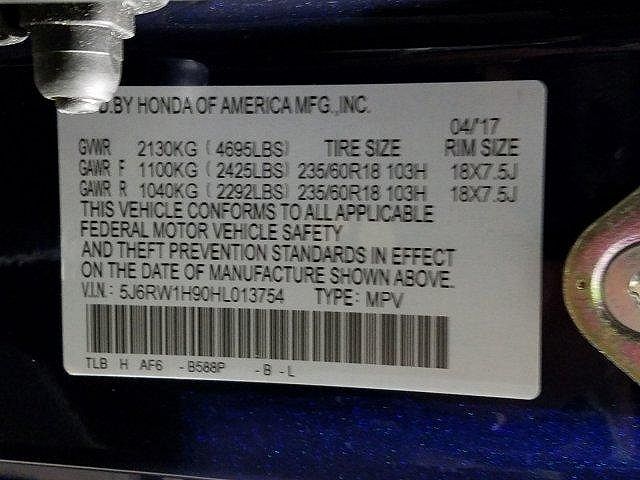 D.BY HONDA OF AMERICA MFG.,INC.
04/'17
GVWR 2130KG ( 4695LBS) TIRE SIZE RIM SIZE
GAWR F 1100KG ( 2425LBS) 235/60R18 103H 18X7.5J
GAWR R 1040KG ( 2292LBS) 235/60R18 103H 18X7.5J
THIS VEHICLE CONFORMS TO ALL APPLICABLE
FEDERAL MOTOR VEHICLE SAFETY
AND THEFT PREVENTION STANDARDS IN EFFECT
ON THE DATE OF MANUFACTURE SHOWN ABOVE.
V.I.N.: 5J6RW1H90HL013754 TYPE: MPV
TLB H AF6 -B588P -B -L